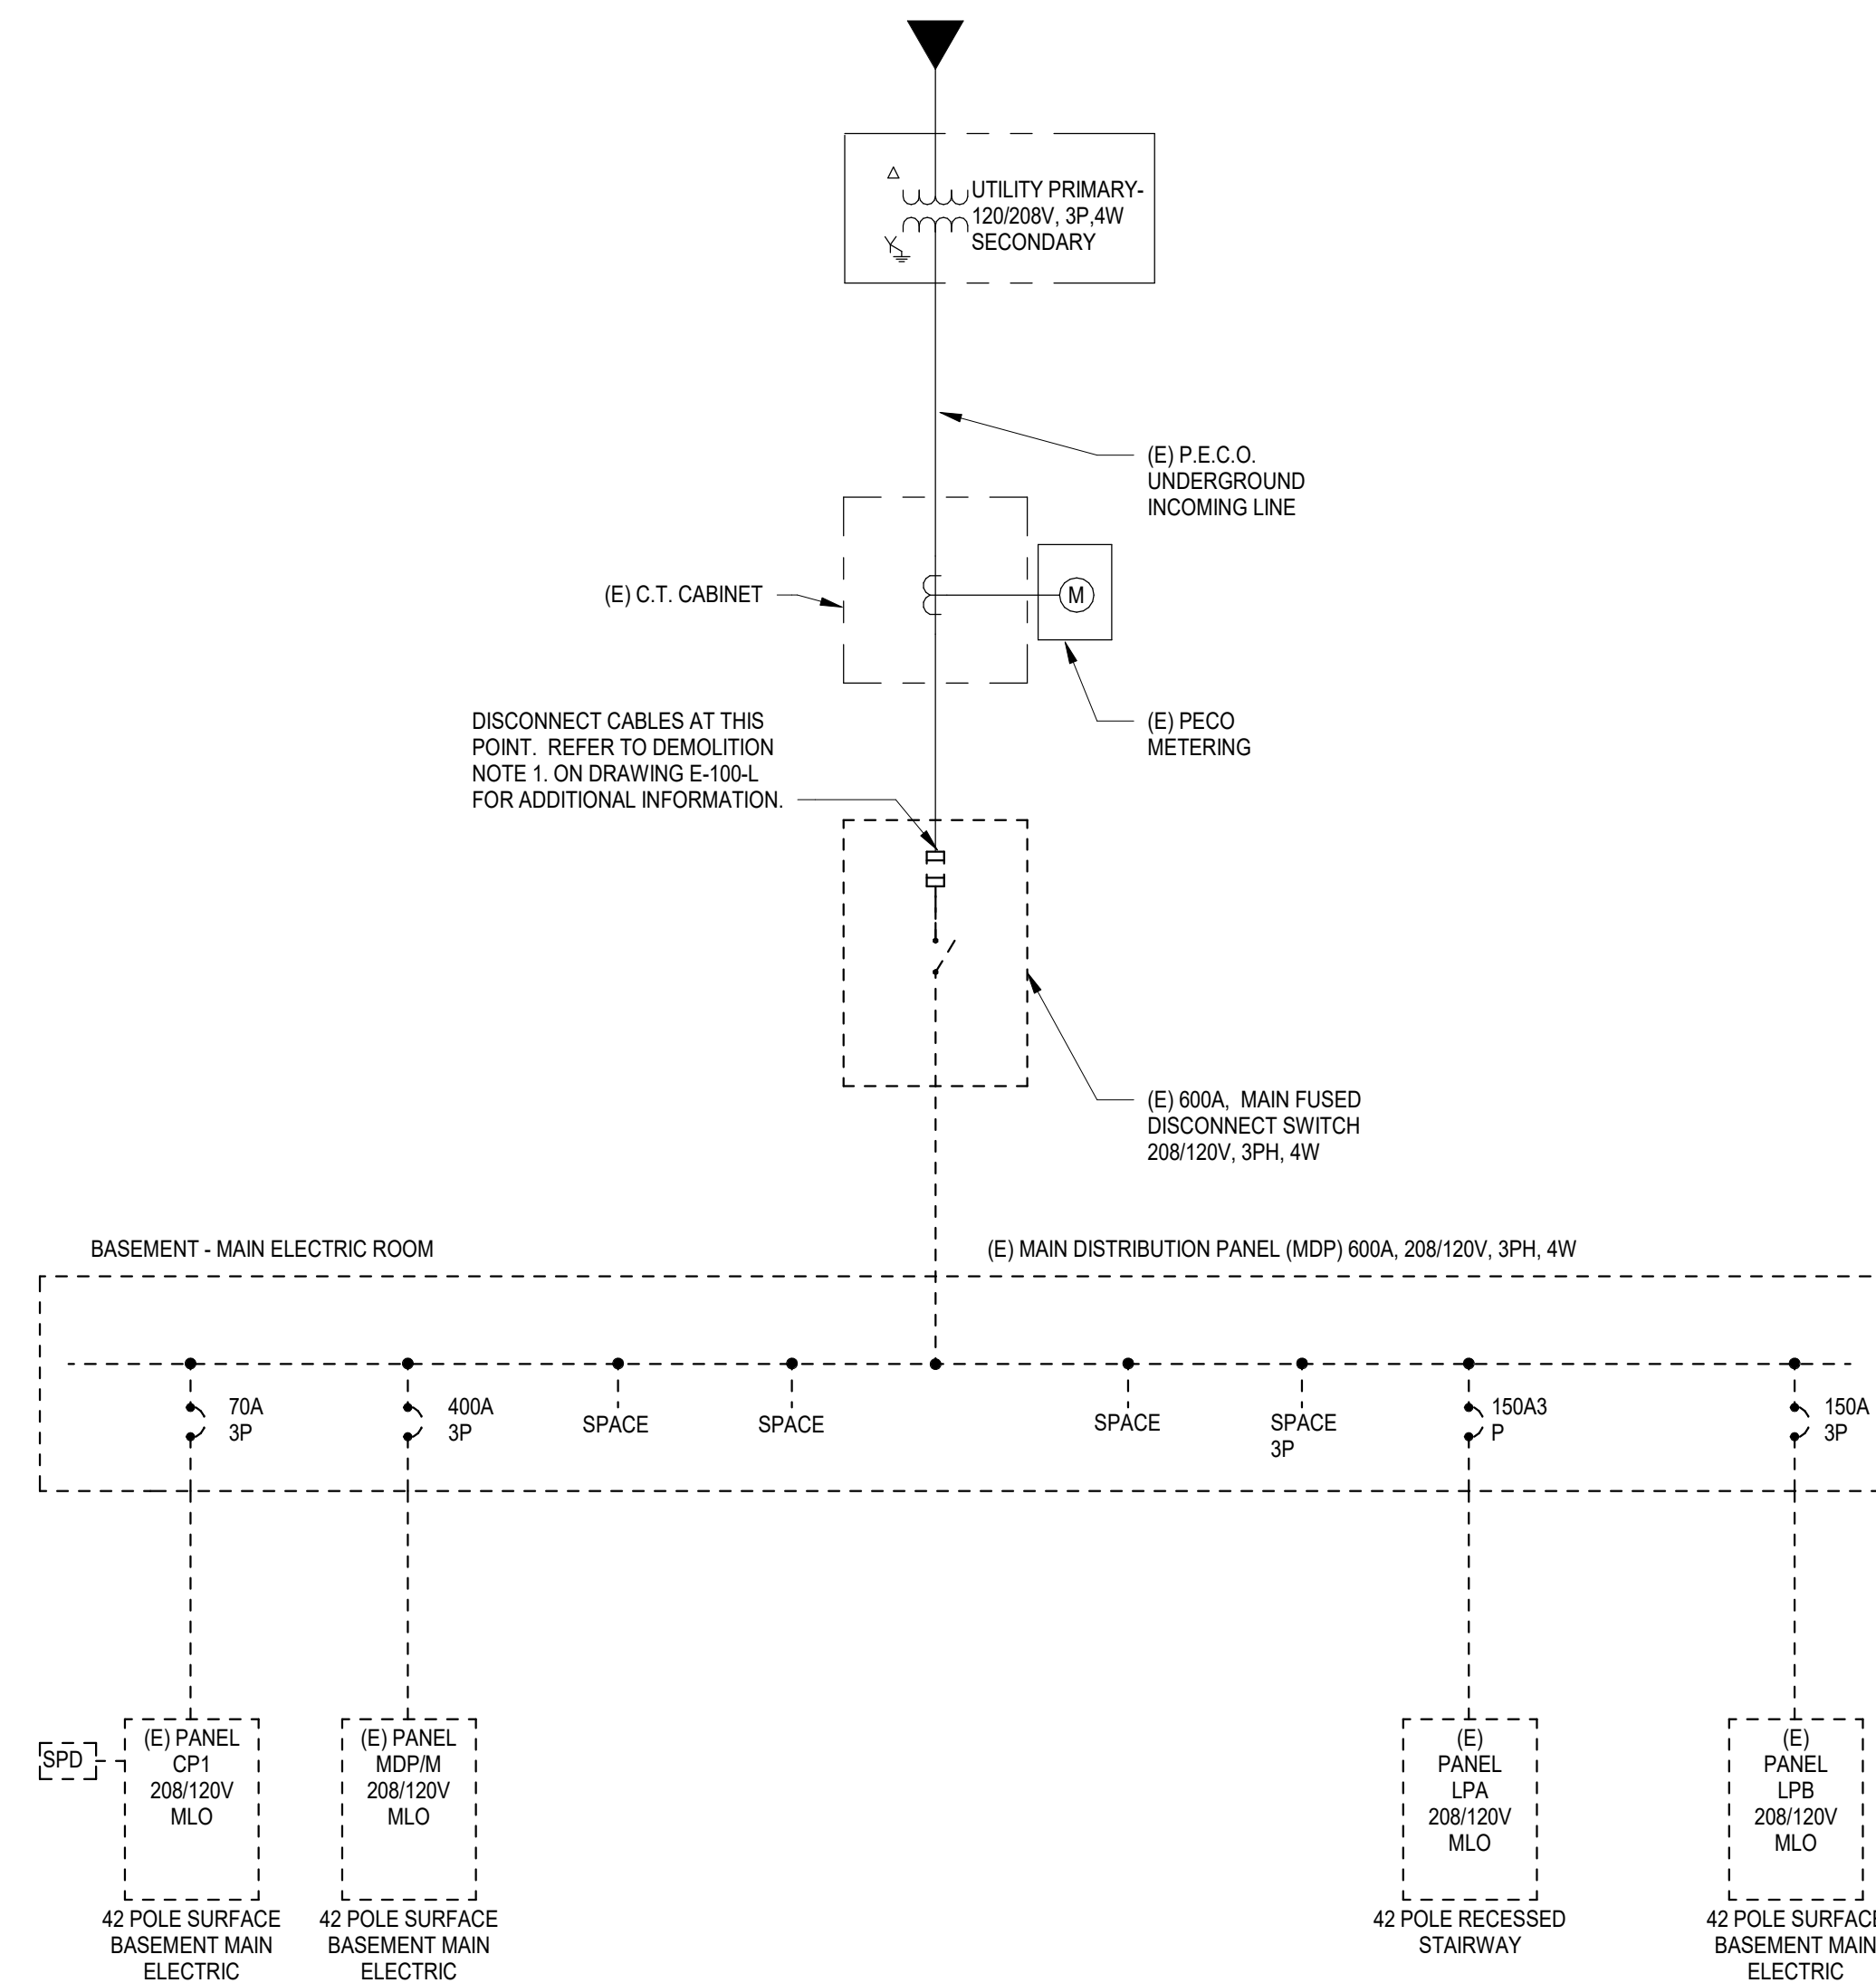 UTILITY PRIMARY-
120/208V, 3P,4W
SECONDARY
(E) P.E.C.O.
UNDERGROUND
INCOMING LINE
(E) C.T. CABINET
M
(E) PECO
METERING
DISCONNECT CABLES AT THIS
POINT. REFER TO DEMOLITION
NOTE 1. ON DRAWING E-100-L
FOR ADDITIONAL INFORMATION.
(E) 600A, MAIN FUSED
DISCONNECT SWITCH
208/120V, 3PH, 4W
BASEMENT - MAIN ELECTRIC ROOM
(E) MAIN DISTRIBUTION PANEL (MDP) 600A, 208/120V, 3PH, 4W
70A
3P
400A
3P
SPACE
SPACE
SPACE
SPACE
3P
150A3
P
150A
3P
SPD
(E) PANEL
CP1
208/120V
MLO
42 POLE SURFACE
BASEMENT MAIN
ELECTRIC
(E) PANEL
MDP/M
208/120V
MLO
42 POLE SURFACE
BASEMENT MAIN
ELECTRIC
(E)
PANEL
LPA
208/120V
MLO
42 POLE RECESSED
STAIRWAY
(E)
PANEL
LPB
208/120V
MLO
42 POLE SURFACE
BASEMENT MAIN
ELECTRIC